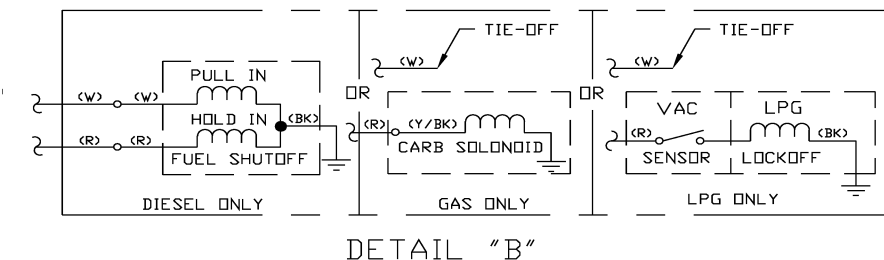 TIE-OFF
TIE-OFF
(W)
(W)
PULL IN
OR
OR
(W)
(W)
VAC
LPG
HOLD IN
(BK)
(R)
(Y/BK)
(R)
(BK)
(R)
(R)
CARB SOLONOID
FUEL SHUTOFF
SENSOR
LOCKOFF
DIESEL ONLY
GAS ONLY
LPG ONLY
DETAIL "B"